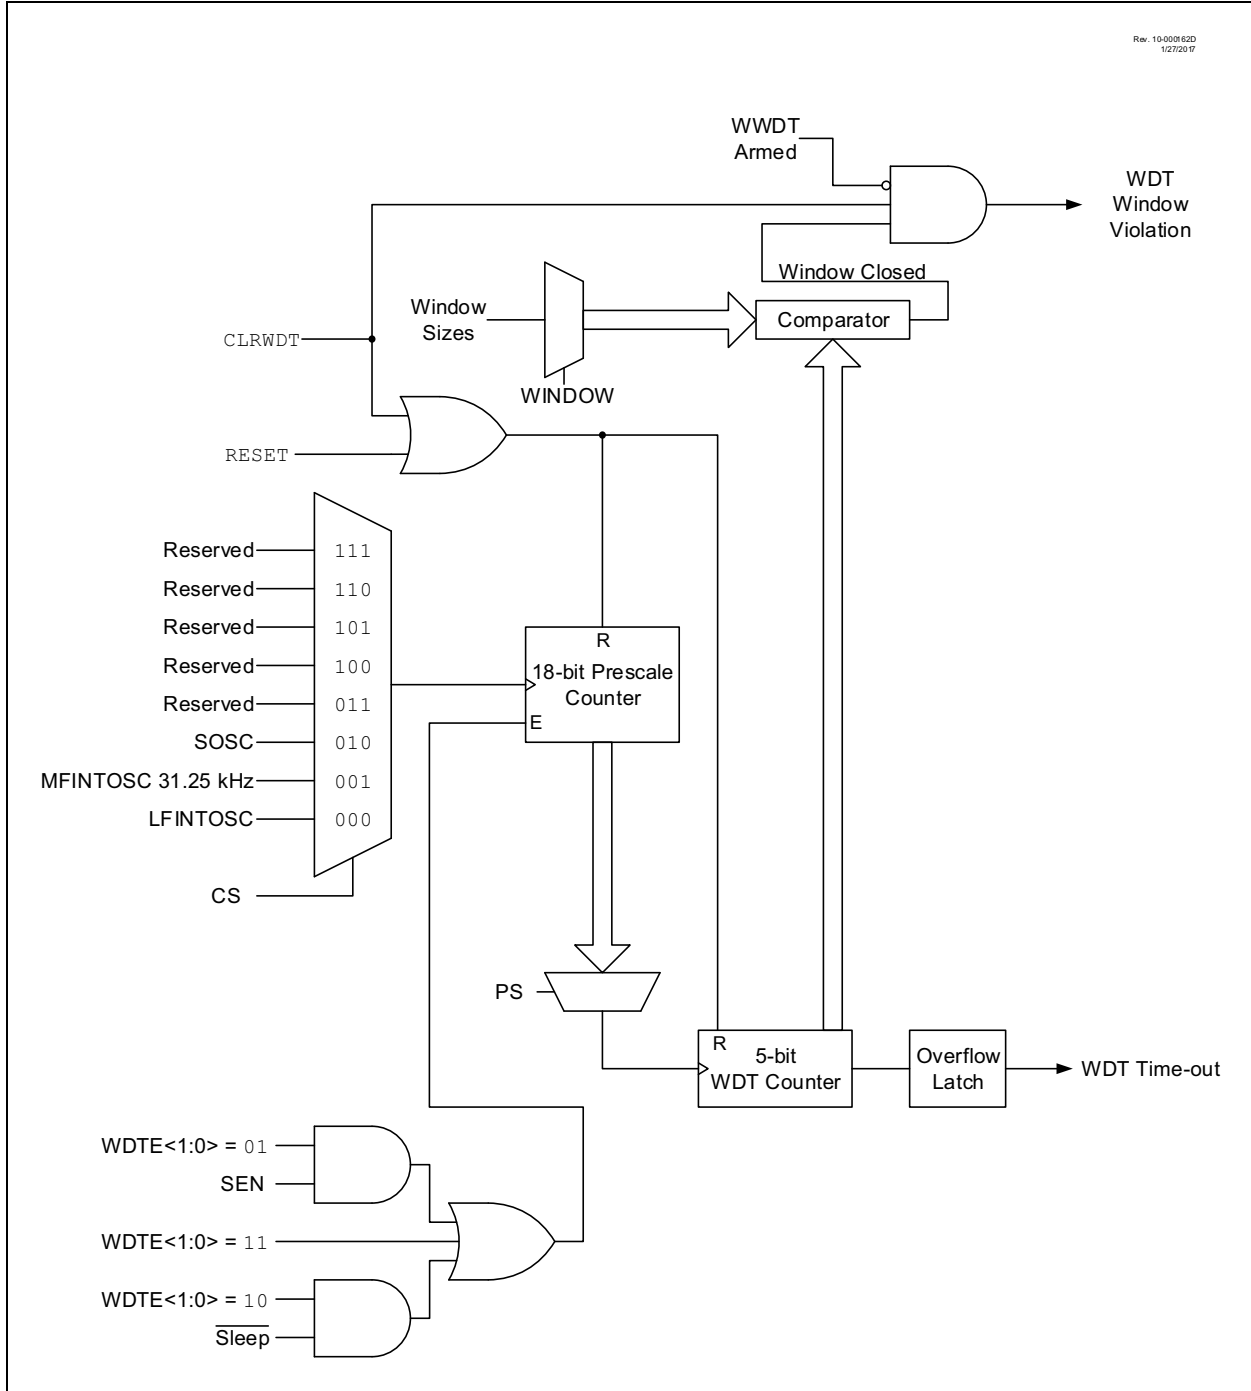 Rev. 10-000162D
1/27/2017
WWDT
Armed
WDT
Window
Violation
Window Closed
Window
Sizes
Comparator
CLRWDT
WINDOW
RESET
Reserved 111
Reserved 110
Reserved 101
Reserved 100
Reserved 011
SOSC 010
MFINTOSC 31.25 kHz 001
LFINTOSC 000
CS
R
18-bit Prescale
Counter
E
PS
R
5-bit
WDT Counter
Overflow
Latch
WDT Time-out
WDTE<1:0> = 01
SEN
WDTE<1:0> = 11
WDTE<1:0> = 10
Sleep